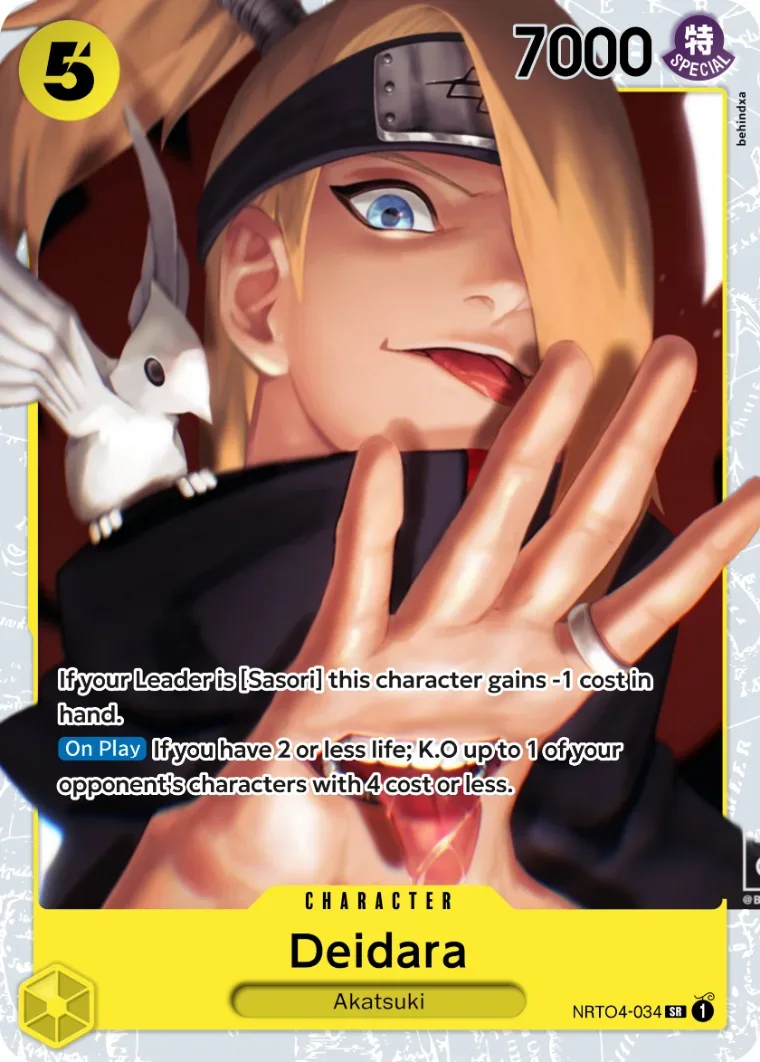 5
7000
特
SPECIAL
behindxa
If your Leader is [Sasori] this character gains -1 cost in
hand.
On Play If you have 2 or less life; K.O up to 1 of your
opponent's characters with 4 cost or less.
CHARACTER
Deidara
Akatsuki
NRTO4-034 SR 1